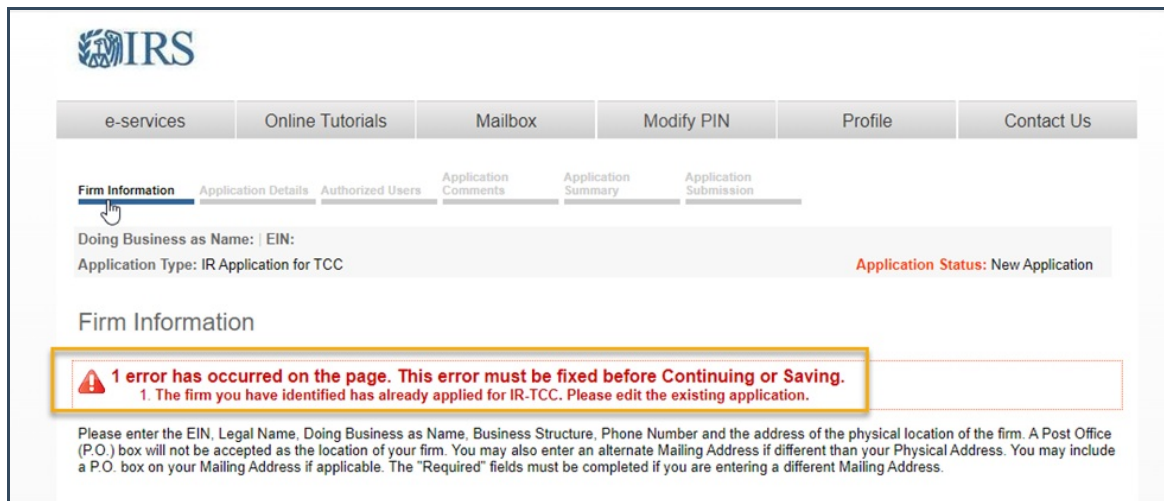 IRS
e-services Online Tutorials Mailbox Modify PIN Profile Contact Us
Firm Information Application Details Authorized Users Application Comments Application Summary Application Submission
Doing Business as Name: | EIN:
Application Type: IR Application for TCC Application Status: New Application
Firm Information
1 error has occurred on the page. This error must be fixed before Continuing or Saving.
1. The firm you have identified has already applied for IR-TCC. Please edit the existing application.
Please enter the EIN, Legal Name, Doing Business as Name, Business Structure, Phone Number and the address of the physical location of the firm. A Post Office
(P.O.) box will not be accepted as the location of your firm. You may also enter an alternate Mailing Address if different than your Physical Address. You may include
a P.O. box on your Mailing Address if applicable. The "Required" fields must be completed if you are entering a different Mailing Address.